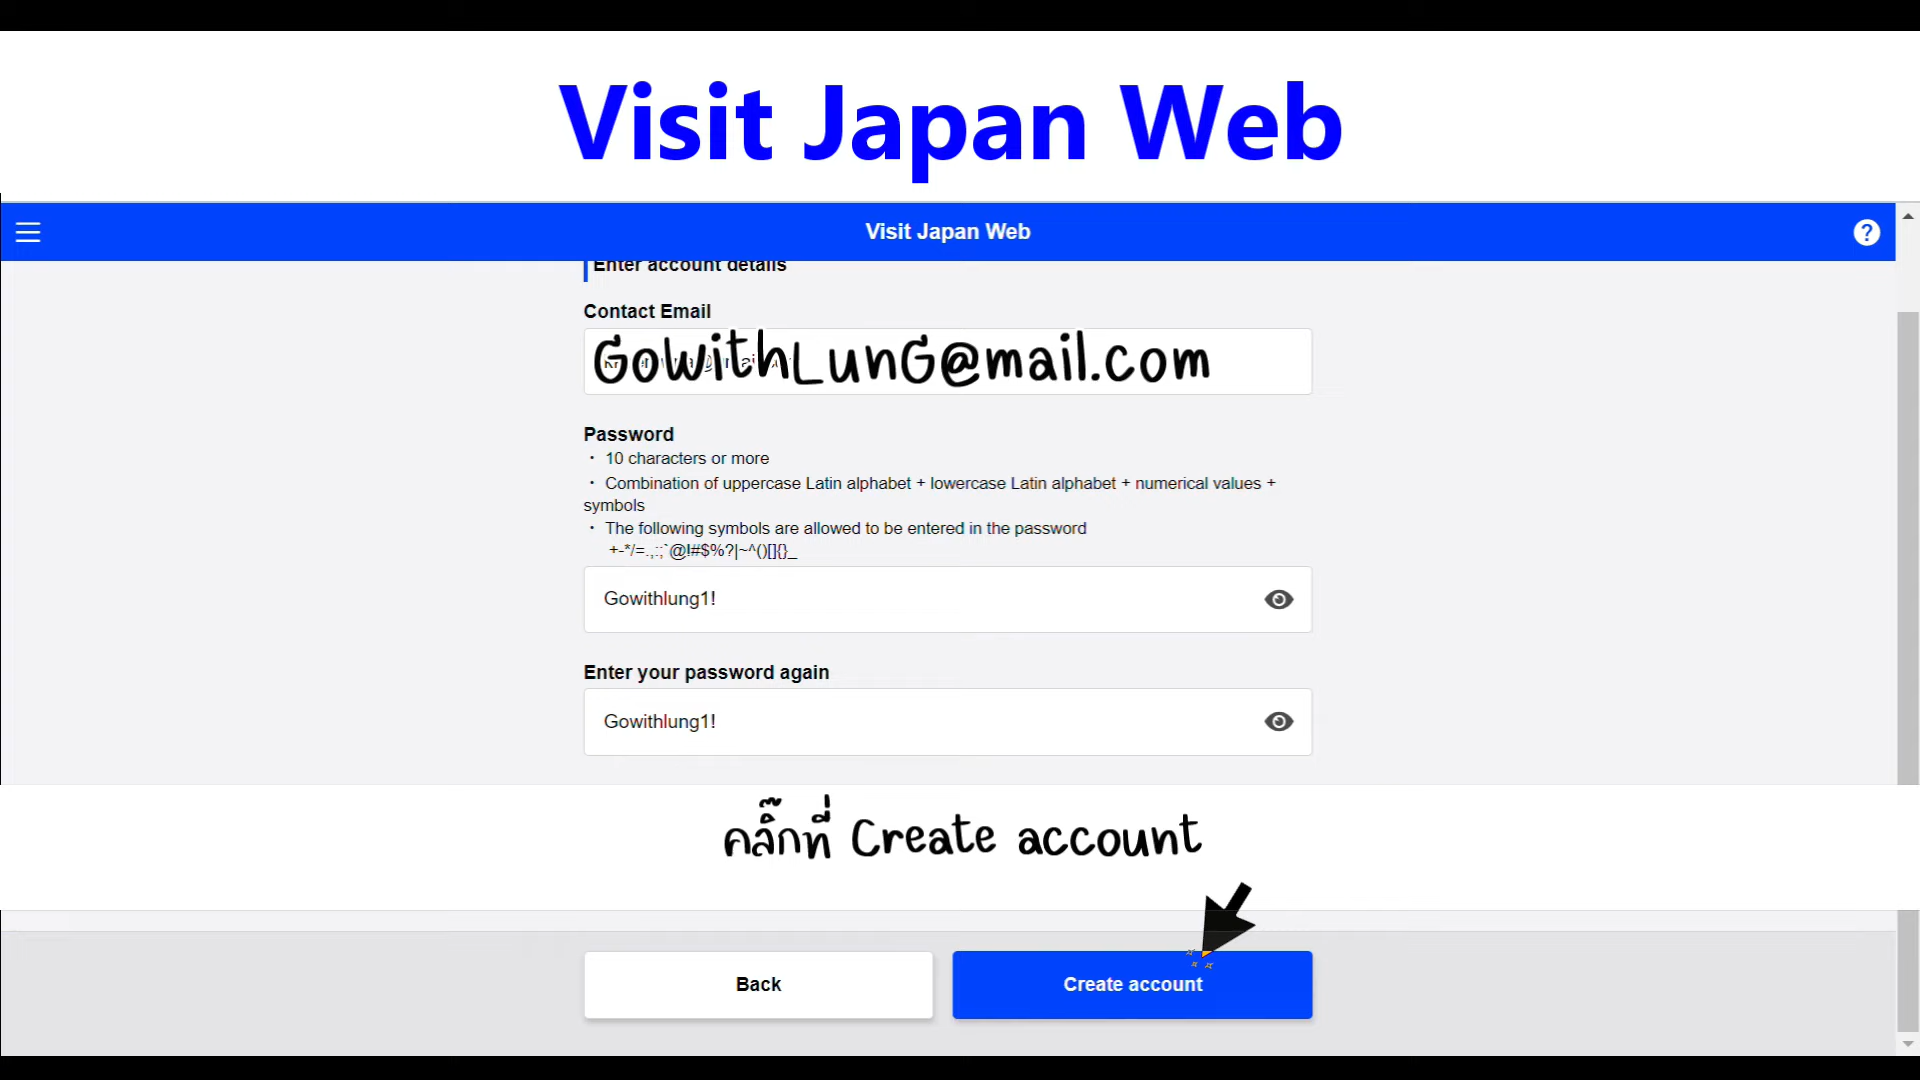 Visit Japan Web
Visit Japan Web
?
Enter account details
Contact Email
GowithLunG@mail.com
Password
・ 10 characters or more
・ Combination of uppercase Latin alphabet + lowercase Latin alphabet + numerical values +
symbols
・ The following symbols are allowed to be entered in the password
+-*/=.,:;`@!#$%?|~^()[]{}_
Gowithlung1!
Enter your password again
Gowithlung1!
คลิ๊กที่ Create account
Back
Create account